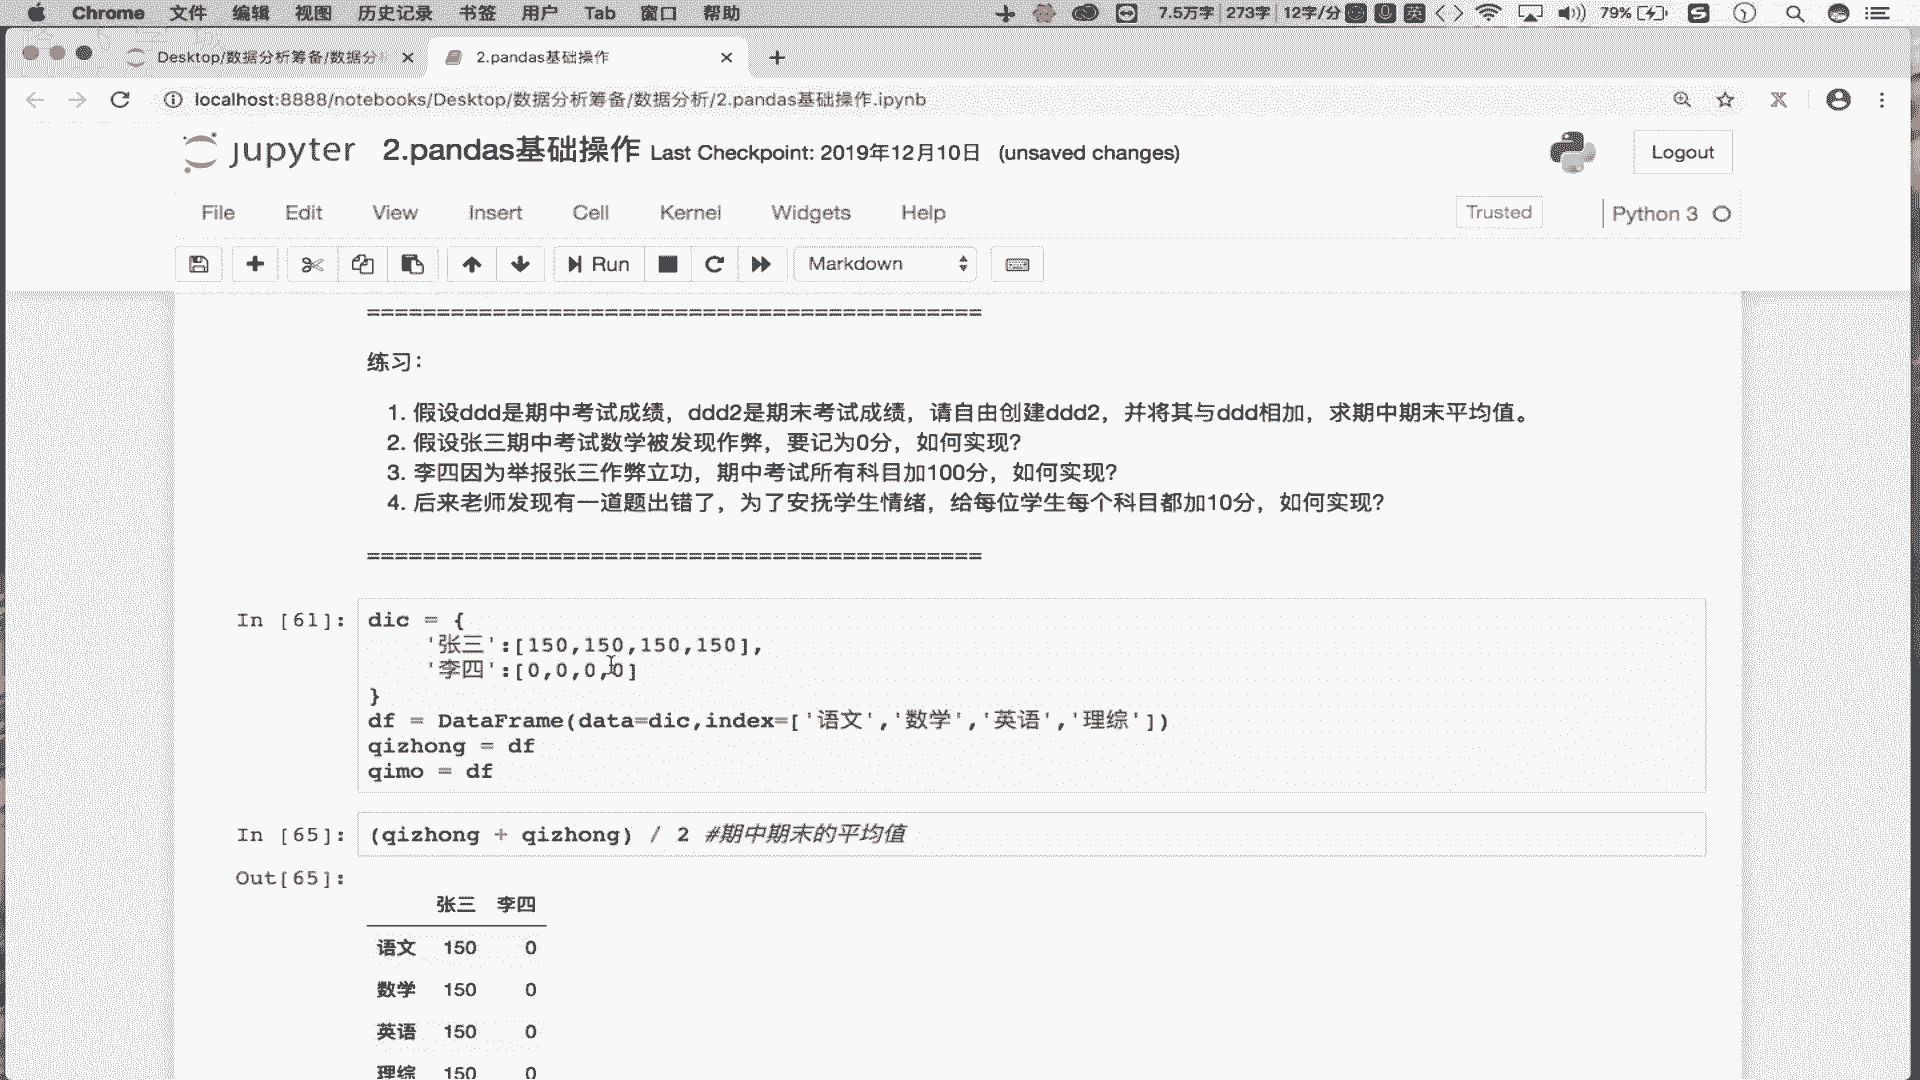 Chrome 文件 编辑 视图 历史记录 书签 用户 Tab 窗口 帮助 7.5万字 273字 12字/分 英 79%
Desktop/数据分析筹备/数据分析 2.pandas基础操作
localhost:8888/notebooks/Desktop/数据分析筹备/数据分析/2.pandas基础操作.ipynb
jupyter 2.pandas基础操作 Last Checkpoint: 2019年12月10日 (unsaved changes) Logout
File Edit View Insert Cell Kernel Widgets Help Trusted Python 3
Run Markdown
============================================
练习：
1. 假设ddd是期中考试成绩，ddd2是期末考试成绩，请自由创建ddd2，并将其与ddd相加，求期中期末平均值。
2. 假设张三期中考试数学被发现作弊，要记为0分，如何实现？
3. 李四因为举报张三作弊立功，期中考试所有科目加100分，如何实现？
4. 后来老师发现有一道题出错了，为了安抚学生情绪，给每位学生每个科目都加10分，如何实现？
============================================
In [61]: dic = {
'张三':[150,150,150,150],
'李四':[0,0,0,0]
}
df = DataFrame(data=dic,index=['语文','数学','英语','理综'])
qizhong = df
qimo = df
In [65]: (qizhong + qizhong) / 2 #期中期末的平均值
Out[65]:
张三 李四
语文 150 0
数学 150 0
英语 150 0
理综 150 0